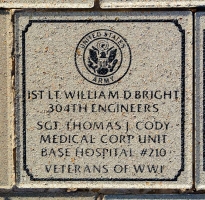 UNITED STATES
ARMY
1ST LT. WILLIAM D BRIGHT
304TH ENGINEERS
SGT. THOMAS J. CODY
MEDICAL CORP UNIT
BASE HOSPITAL #210
VETERANS OF WWI